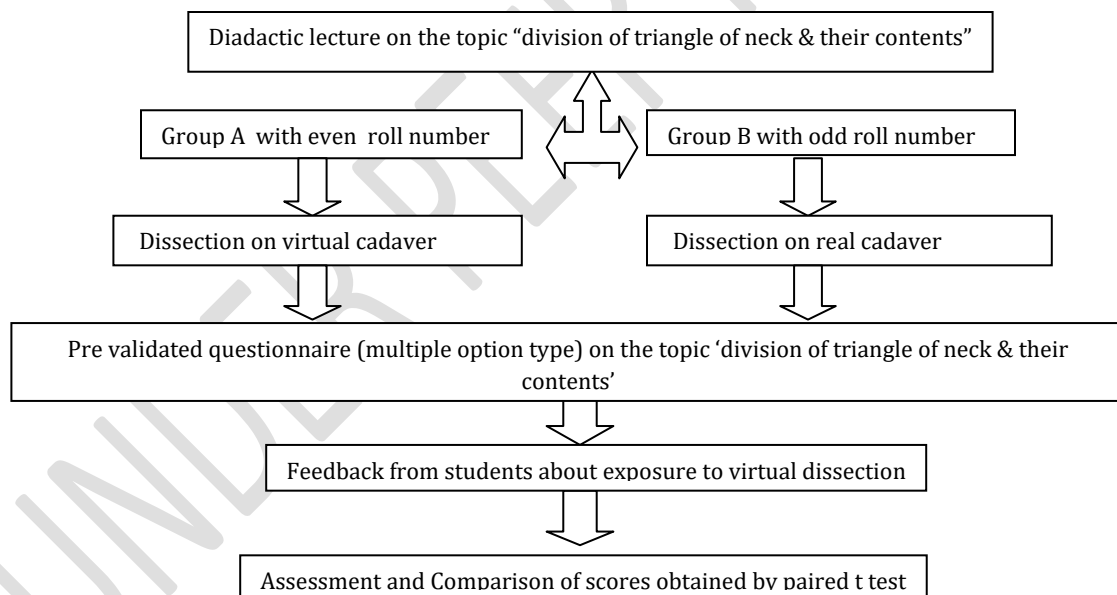 Diadactic lecture on the topic “division of triangle of neck & their contents”
Group A with even roll number
Group B with odd roll number
Dissection on virtual cadaver
Dissection on real cadaver
Pre validated questionnaire (multiple option type) on the topic ‘division of triangle of neck & their
contents’
Feedback from students about exposure to virtual dissection
Assessment and Comparison of scores obtained by paired t test
UNDER PEER